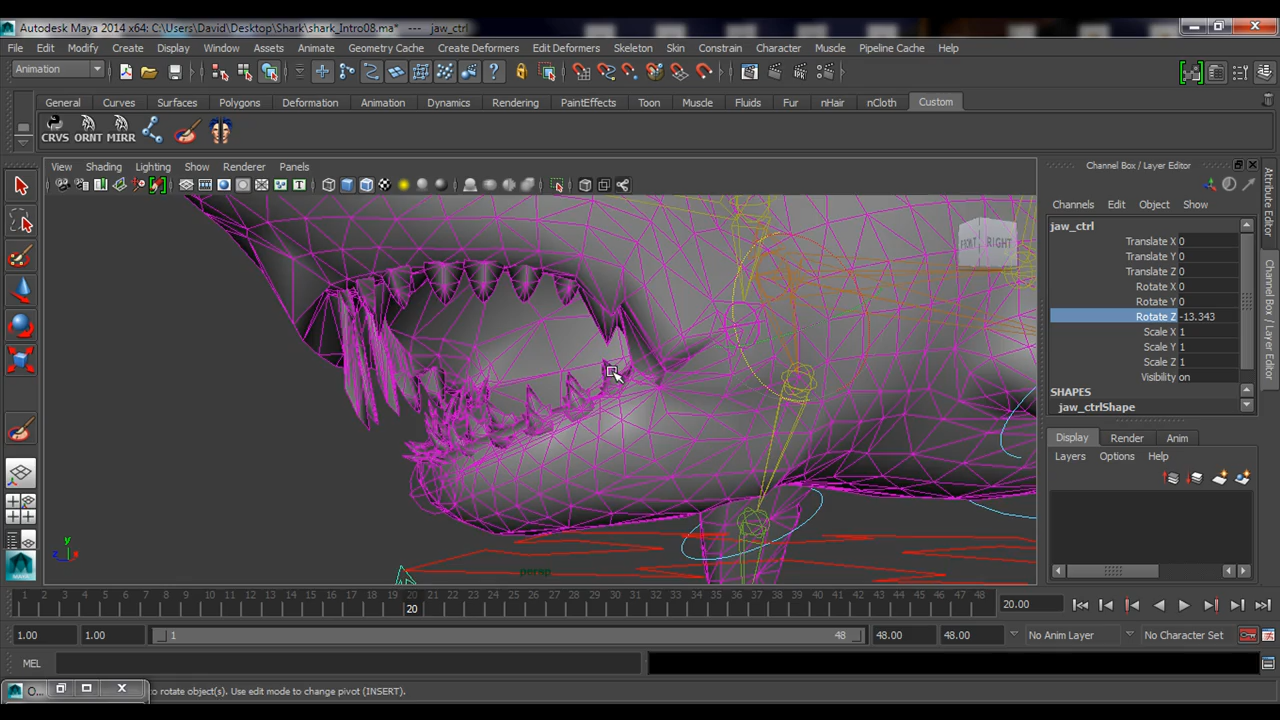 Autodesk Maya 2014 x64: C:\Users\David\Desktop\Shark\shark_Intro08.ma* --- jaw_ctrl
File Edit Modify Create Display Window Assets Animate Geometry Cache Create Deformers Edit Deformers Skeleton Skin Constrain Character Muscle Pipeline Cache Help
Animation
General Curves Surfaces Polygons Deformation Animation Dynamics Rendering PaintEffects Toon Muscle Fluids Fur nHair nCloth Custom
CRVS ORNT MIRR
View Shading Lighting Show Renderer Panels
Channel Box / Layer Editor
Channels Edit Object Show
jaw_ctrl
Translate X 0
Translate Y 0
Translate Z 0
Rotate X 0
Rotate Y 0
Rotate Z -13.343
Scale X 1
Scale Y 1
Scale Z 1
Visibility on
SHAPES
jaw_ctrlShape
Display Render Anim
Layers Options Help
Attribute Editor
Channel Box / Layer Editor
FRONT RIGHT
y
z x
persp
1 2 3 4 5 6 7 8 9 10 11 12 13 14 15 16 17 18 19 20 21 22 23 24 25 26 27 28 29 30 31 32 33 34 35 36 37 38 39 40 41 42 43 44 45 46 47 48
20
20.00
1.00 1.00 1 48 48.00 48.00 No Anim Layer No Character Set
MEL
O...
to rotate object(s). Use edit mode to change pivot (INSERT).